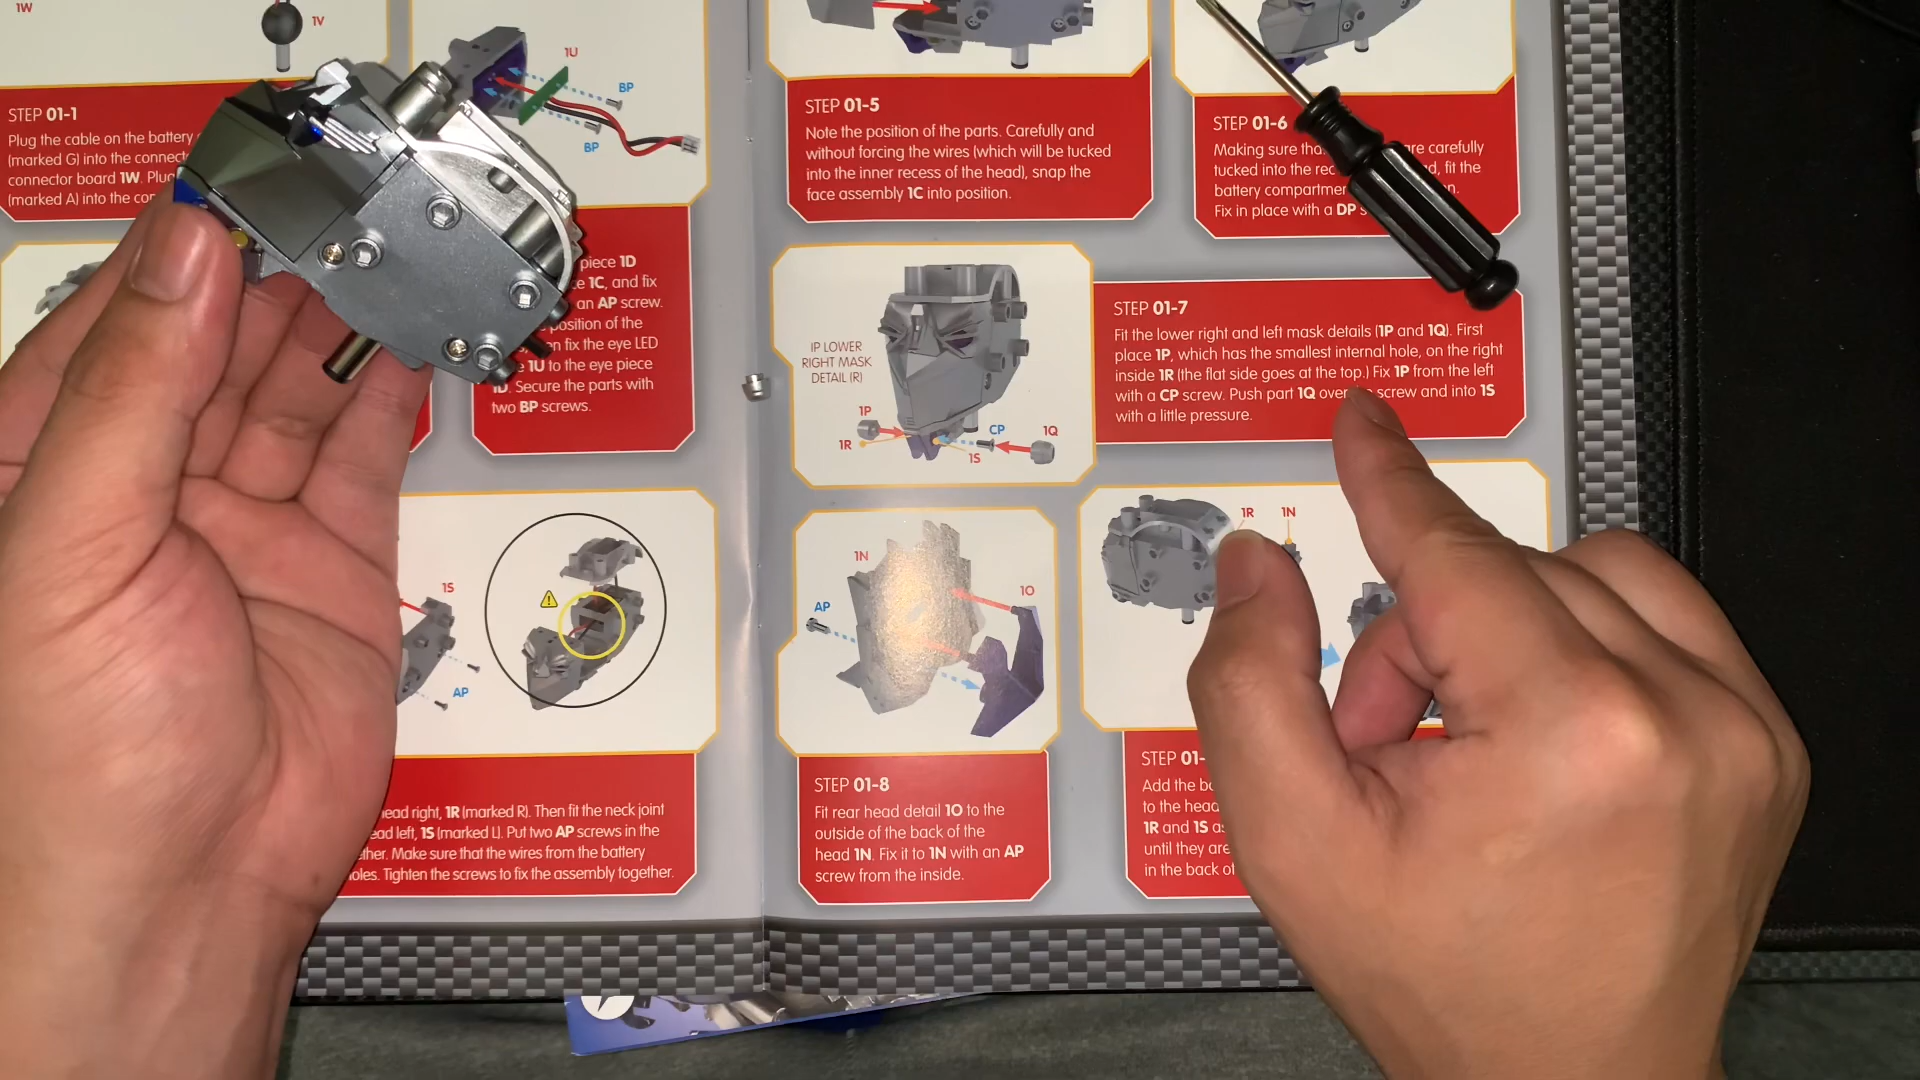 1W
1V
STEP 01-1
Plug the cable on the battery
(marked G) into the
connector board 1W.
(marked A) into the
1U
BP
BP
piece 1D
1C, and fix
an AP screw.
position of the
fix the eye LED
1U to the eye piece
1D. Secure the parts with
two BP screws.
1S
AP
right, 1R (marked R). Then fit the neck joint
left, 1S (marked L). Put two AP screws in the
Make sure that the wires from the battery
Tighten the screws to fix the assembly together.
STEP 01-5
Note the position of the parts. Carefully and
without forcing the wires (which will be tucked
into the inner recess of the head), snap the
face assembly 1C into position.
STEP 01-6
Making sure are carefully
tucked into the fit the
battery
Fix in place with a DP
1P LOWER
RIGHT MASK
DETAIL (R)
1P
1R
CP
1Q
1S
STEP 01-7
Fit the lower right and left mask details (1P and 1Q). First
place 1P, which has the smallest internal hole, on the right
inside 1R (the flat side goes at the top.) Fix 1P from the left
with a CP screw. Push part 1Q over screw and into 1S
with a little pressure.
1N
1O
AP
STEP 01-8
Fit rear head detail 1O to the
outside of the back of the
head 1N. Fix it to 1N with an AP
screw from the inside.
1R
1N
STEP 01-
Add the
to the head
1R and 1S
until they are
in the back